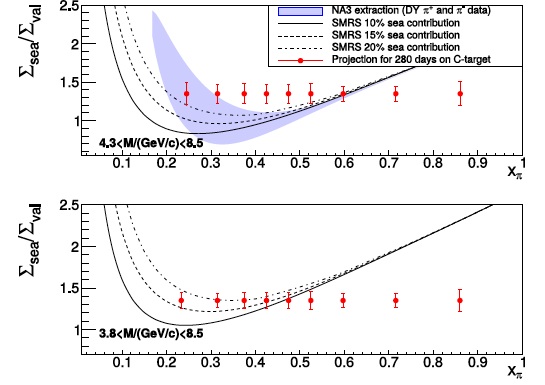 NA3 extraction (DY π⁺ and π⁻ data)
SMRS 10% sea contribution
SMRS 15% sea contribution
SMRS 20% sea contribution
Projection for 280 days on C-target
Σsea/Σval
2.5
2
1.5
1
4.3<M/(GeV/c)<8.5
0.1 0.2 0.3 0.4 0.5 0.6 0.7 0.8 0.9 1
xπ
Σsea/Σval
2.5
2
1.5
1
3.8<M/(GeV/c)<8.5
0.1 0.2 0.3 0.4 0.5 0.6 0.7 0.8 0.9 1
xπ